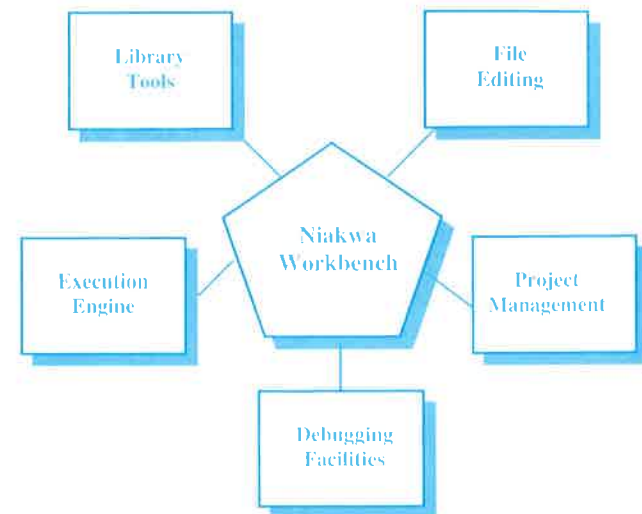 Library
Tools
File
Editing
Niakwa
Workbench
Execution
Engine
Project
Management
Debugging
Facilities